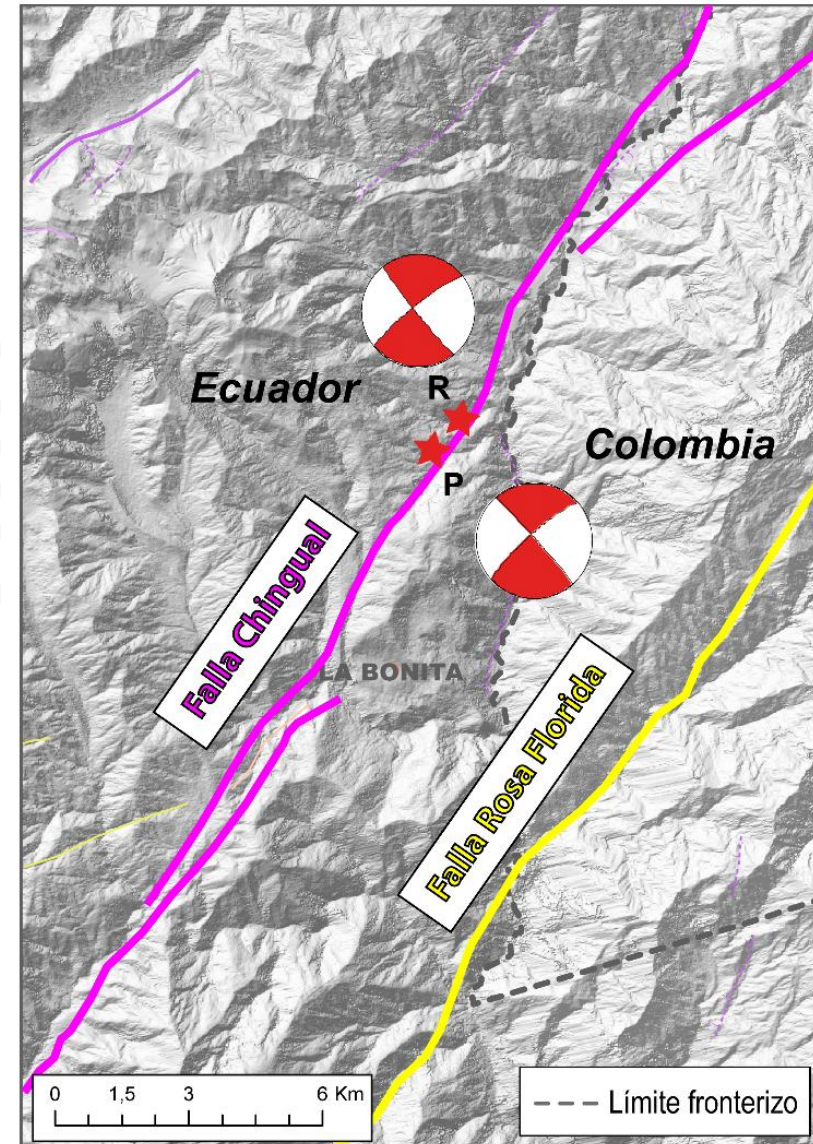 Ecuador
R
Colombia
P
Falla Chingual
LA BONITA
Falla Rosa Florida
0 1,5 3 6 Km
Límite fronterizo